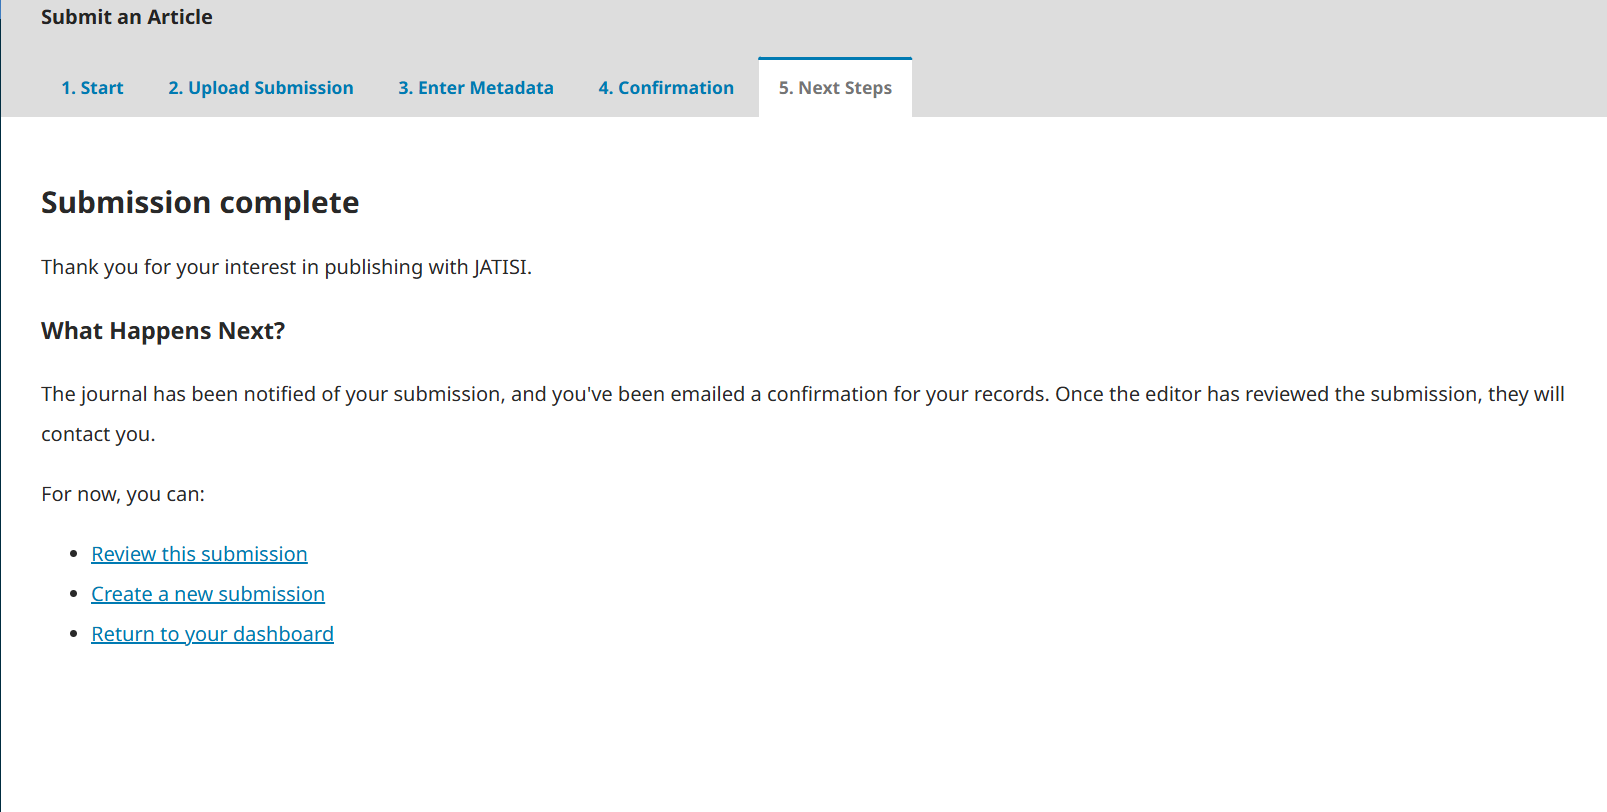 Submit an Article
1. Start 2. Upload Submission 3. Enter Metadata 4. Confirmation 5. Next Steps
Submission complete
Thank you for your interest in publishing with JATISI.
What Happens Next?
The journal has been notified of your submission, and you've been emailed a confirmation for your records. Once the editor has reviewed the submission, they will
contact you.
For now, you can:
Review this submission
Create a new submission
Return to your dashboard